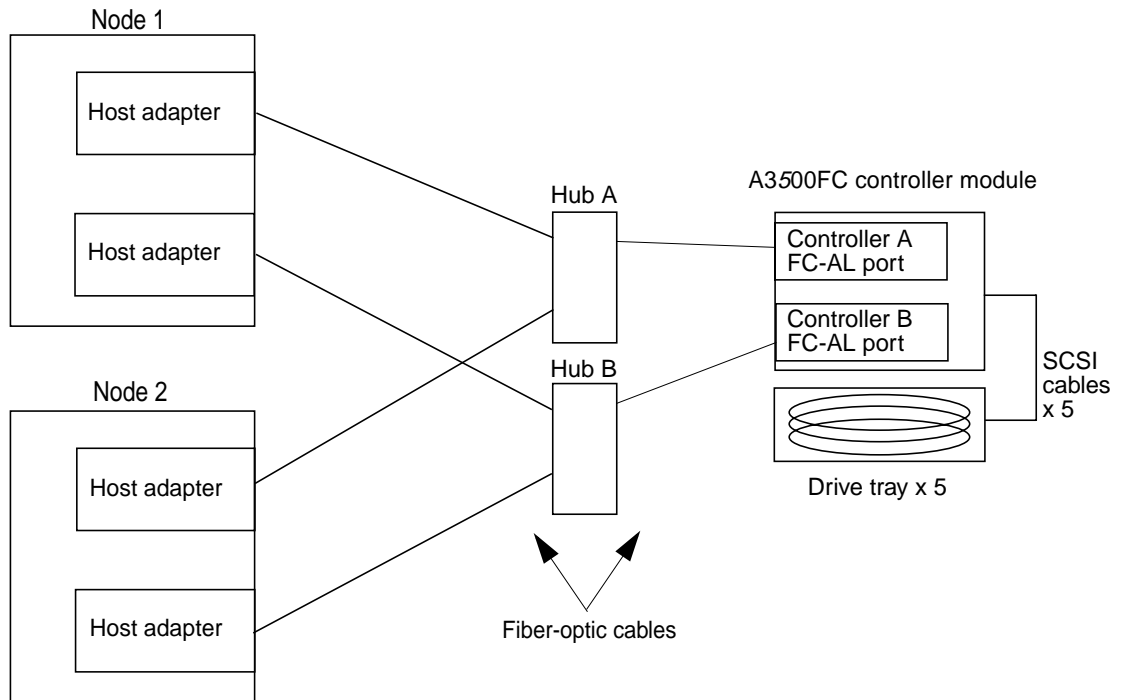 Node 1
Host adapter
Host adapter
Hub A
A3500FC controller module
Controller A
FC-AL port
Controller B
FC-AL port
SCSI
cables
x 5
Hub B
Node 2
Drive tray x 5
Host adapter
Host adapter
Fiber-optic cables